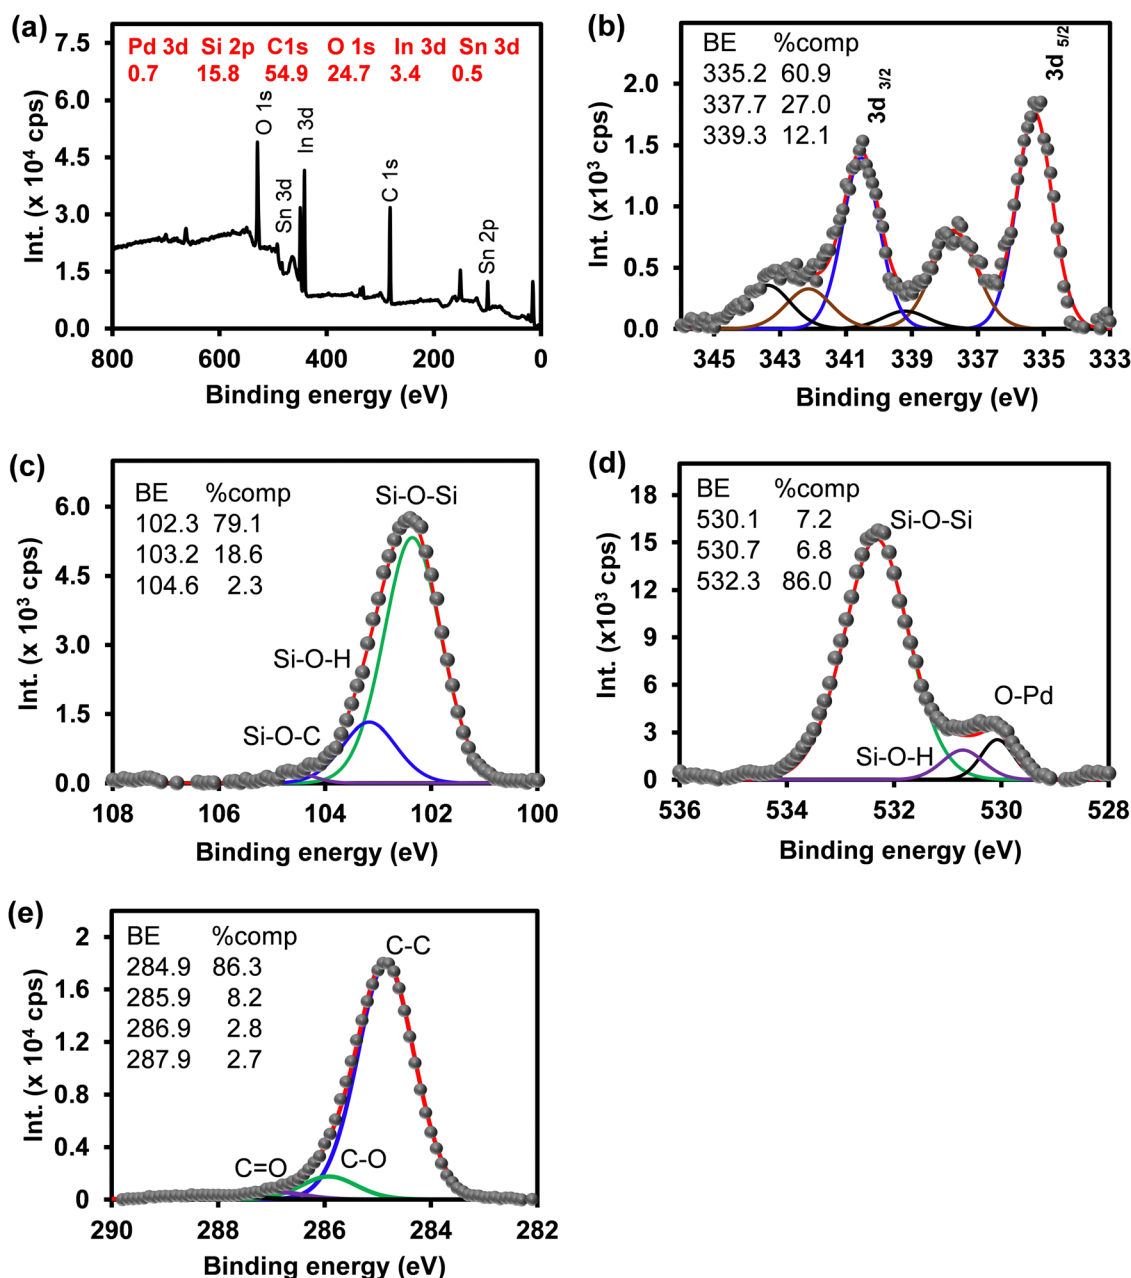 (a)
Pd 3d Si 2p C1s O 1s In 3d Sn 3d
0.7 15.8 54.9 24.7 3.4 0.5
O 1s
Sn 3d
In 3d
C 1s
Sn 2p
7.5
6.0
4.5
3.0
1.5
0.0
Int. (x 10⁴ cps)
800 600 400 200 0
Binding energy (eV)
(b)
BE %comp
335.2 60.9
337.7 27.0
339.3 12.1
3d 3/2
3d 5/2
2.0
1.5
1.0
0.5
0.0
Int. (x10³ cps)
345 343 341 339 337 335 333
Binding energy (eV)
(c)
BE %comp
102.3 79.1
103.2 18.6
104.6 2.3
Si-O-Si
Si-O-H
Si-O-C
6.0
4.5
3.0
1.5
0.0
Int. (x 10³ cps)
108 106 104 102 100
Binding energy (eV)
(d)
BE %comp
530.1 7.2
530.7 6.8
532.3 86.0
Si-O-Si
O-Pd
Si-O-H
18
15
12
9
6
3
0
Int. (x10³ cps)
536 534 532 530 528
Binding energy (eV)
(e)
BE %comp
284.9 86.3
285.9 8.2
286.9 2.8
287.9 2.7
C-C
C=O
C-O
2
1.6
1.2
0.8
0.4
0
Int. (x 10⁴ cps)
290 288 286 284 282
Binding energy (eV)